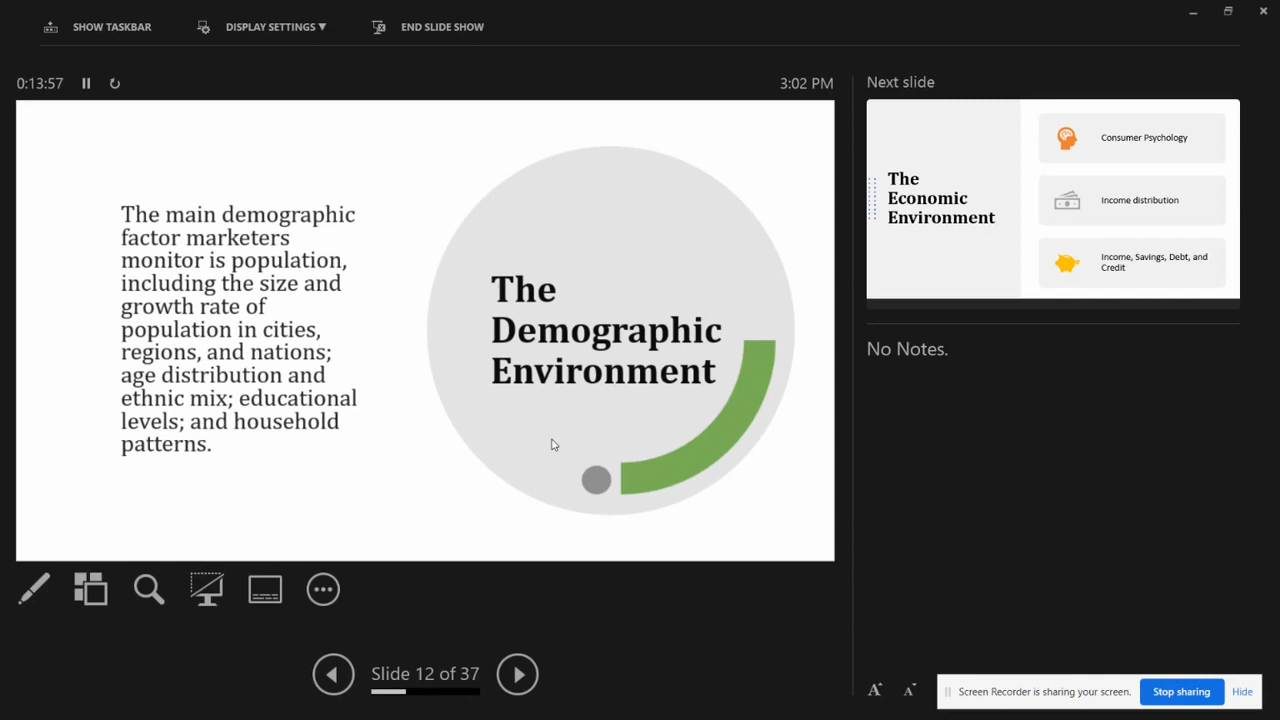 SHOW TASKBAR
DISPLAY SETTINGS ▼
END SLIDE SHOW
0:13:57
3:02 PM
The main demographic
factor marketers
monitor is population,
including the size and
growth rate of
population in cities,
regions, and nations;
age distribution and
ethnic mix; educational
levels; and household
patterns.
The
Demographic
Environment
Next slide
The
Economic
Environment
Consumer Psychology
Income distribution
Income, Savings, Debt, and
Credit
No Notes.
Slide 12 of 37
A A
Screen Recorder is sharing your screen.
Stop sharing
Hide